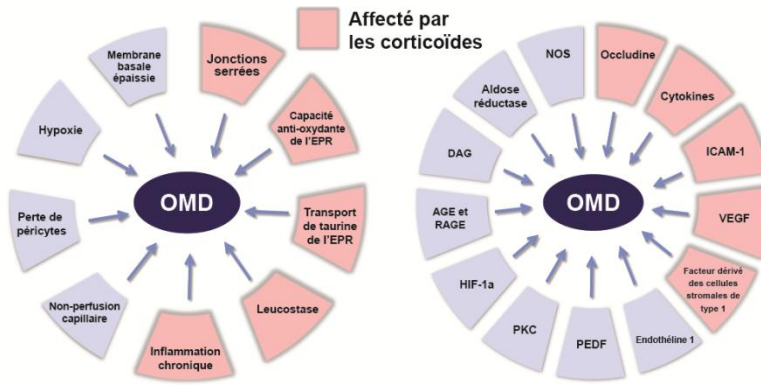 Affecté par
les corticoïdes
Membrane
basale
épaissie
Jonctions
serrées
Capacité
anti-oxydante
de l'EPR
Transport
de taurine
de l'EPR
Leucostase
Inflammation
chronique
Non-perfusion
capillaire
Perte de
péricytes
Hypoxie
OMD
NOS
Occludine
Cytokines
ICAM-1
VEGF
Facteur dérivé
des cellules
stromales de
type 1
Endothéline 1
PEDF
PKC
HIF-1a
AGE et
RAGE
DAG
Aldose
réductase
OMD